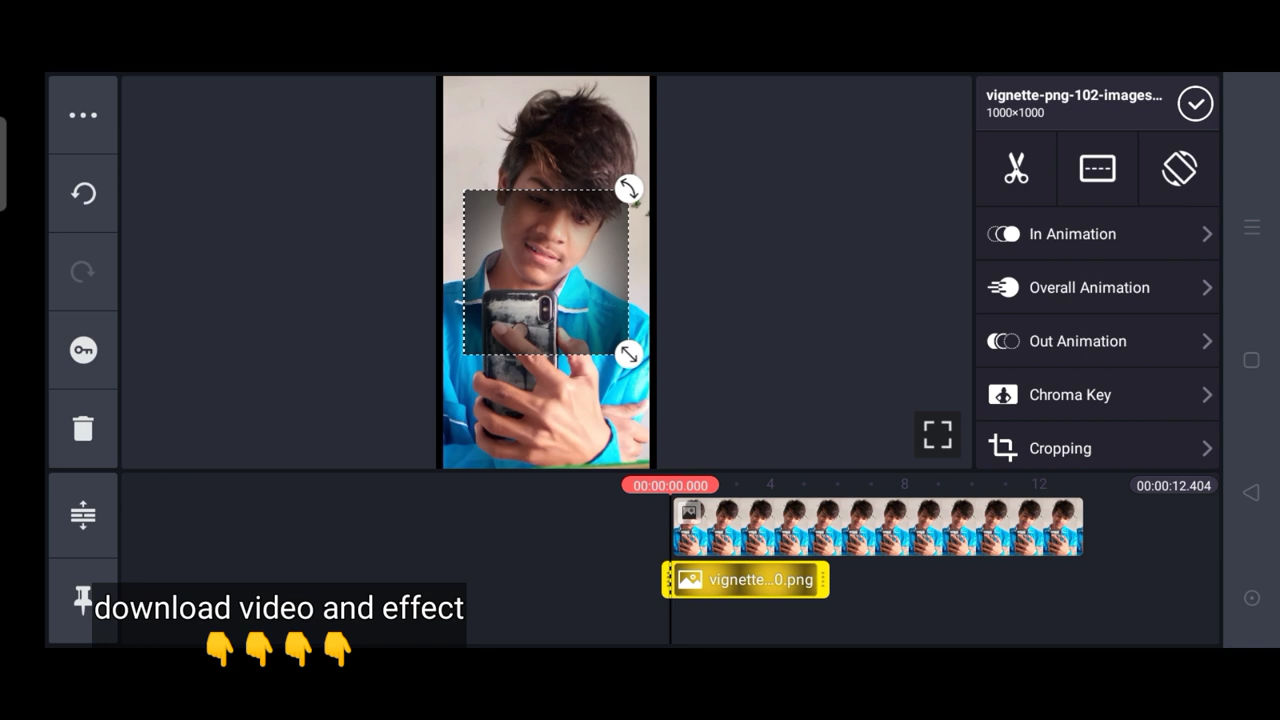 vignette-png-102-images…
1000×1000
In Animation
Overall Animation
Out Animation
Chroma Key
Cropping
00:00:00.000
4
8
12
00:00:12.404
vignette…0.png
download video and effect
👇👇👇👇